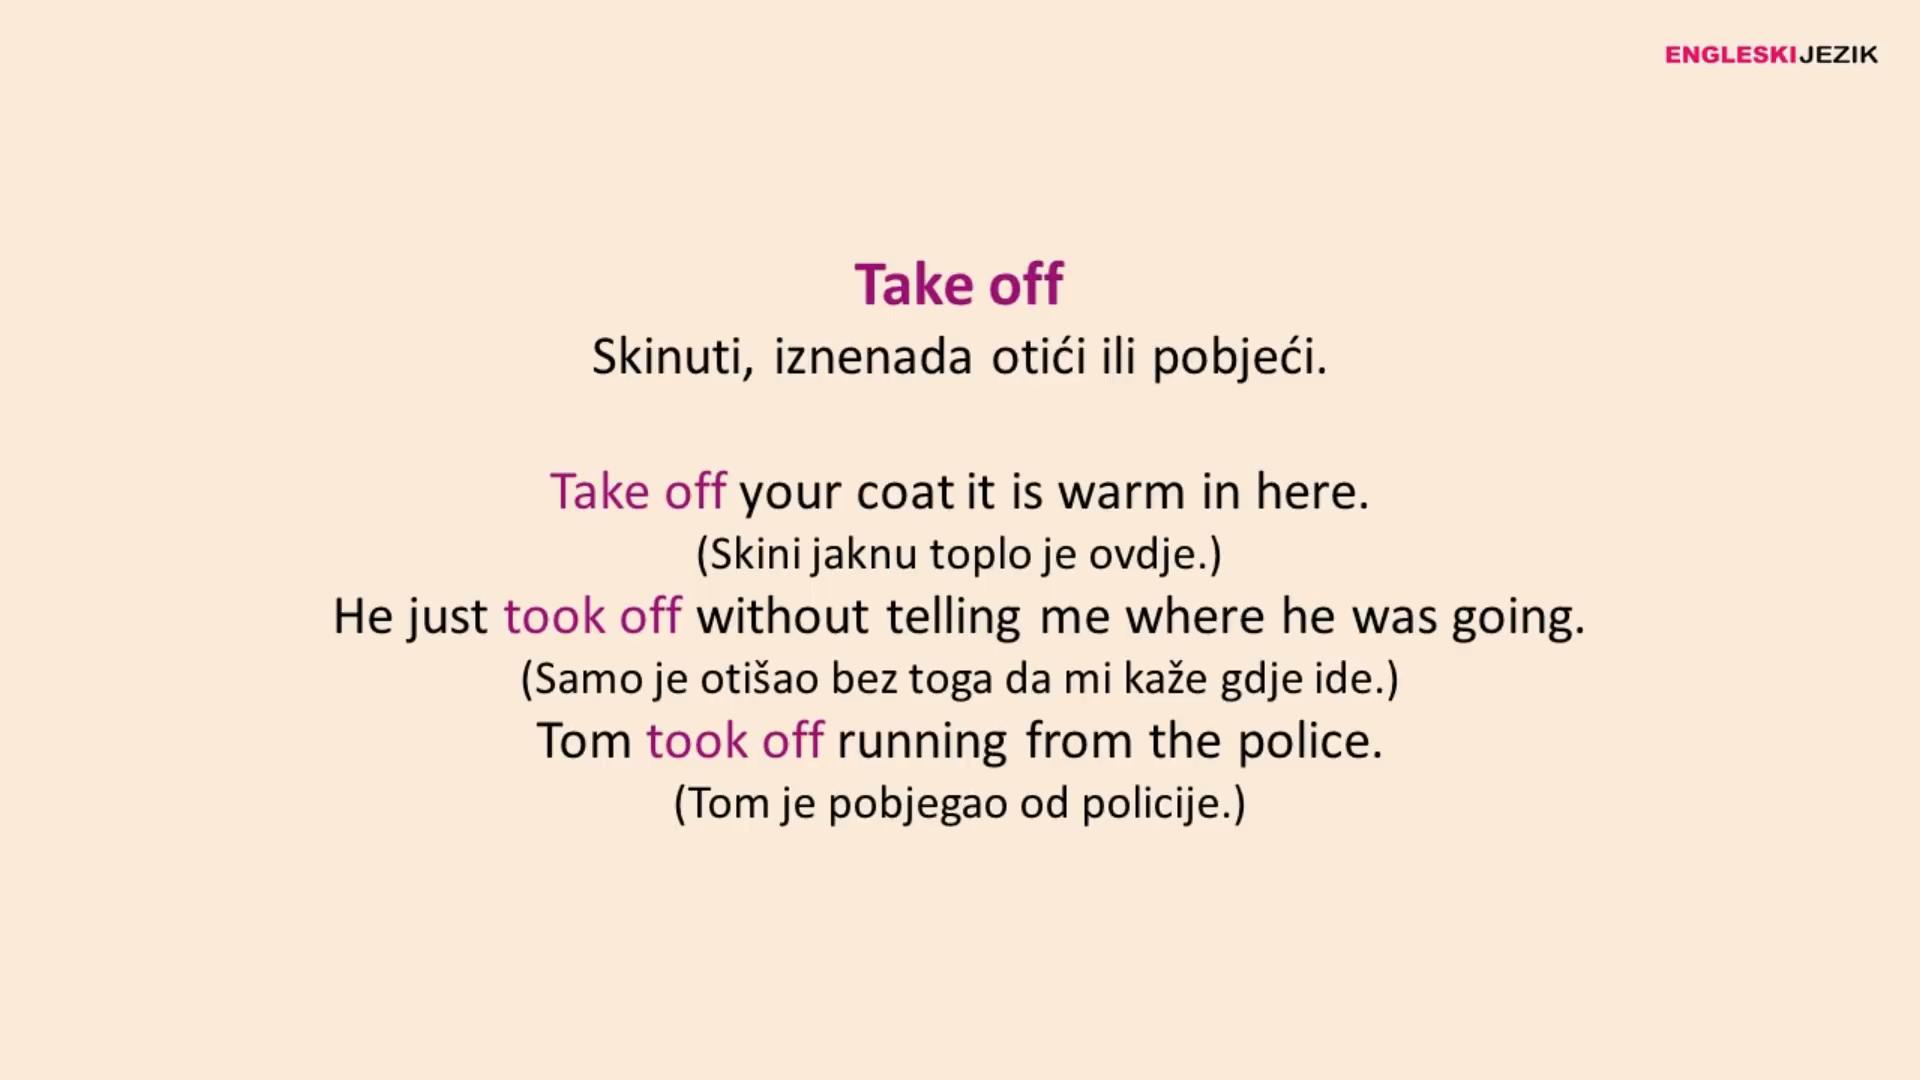 ENGLESKIJEZIK
Take off
Skinuti, iznenada otići ili pobjeći.
Take off your coat it is warm in here.
(Skini jaknu toplo je ovdje.)
He just took off without telling me where he was going.
(Samo je otišao bez toga da mi kaže gdje ide.)
Tom took off running from the police.
(Tom je pobjegao od policije.)